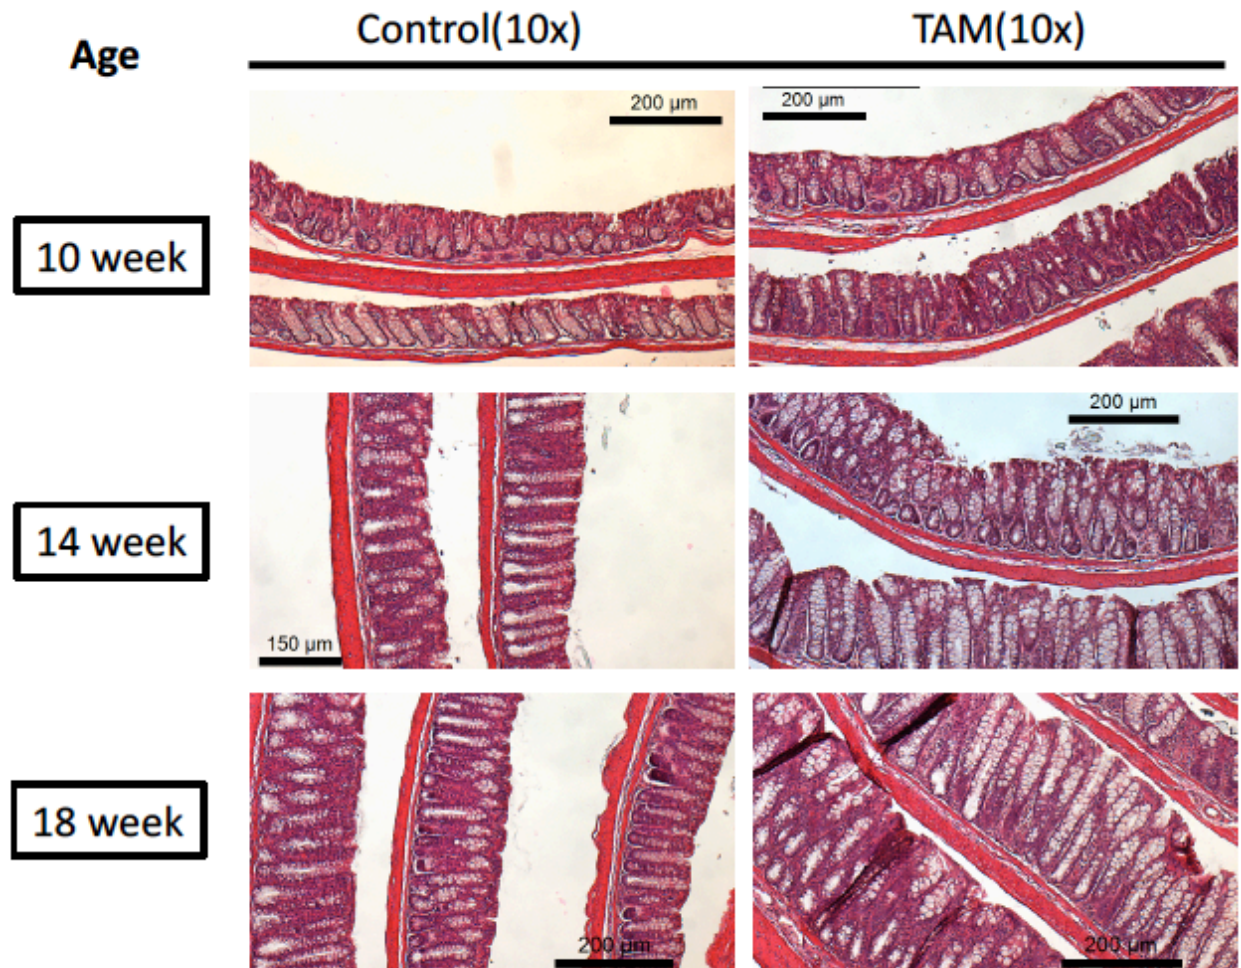 Age
Control(10x)
TAM(10x)
10 week
200 µm
200 µm
14 week
150 µm
200 µm
18 week
200 µm
200 µm